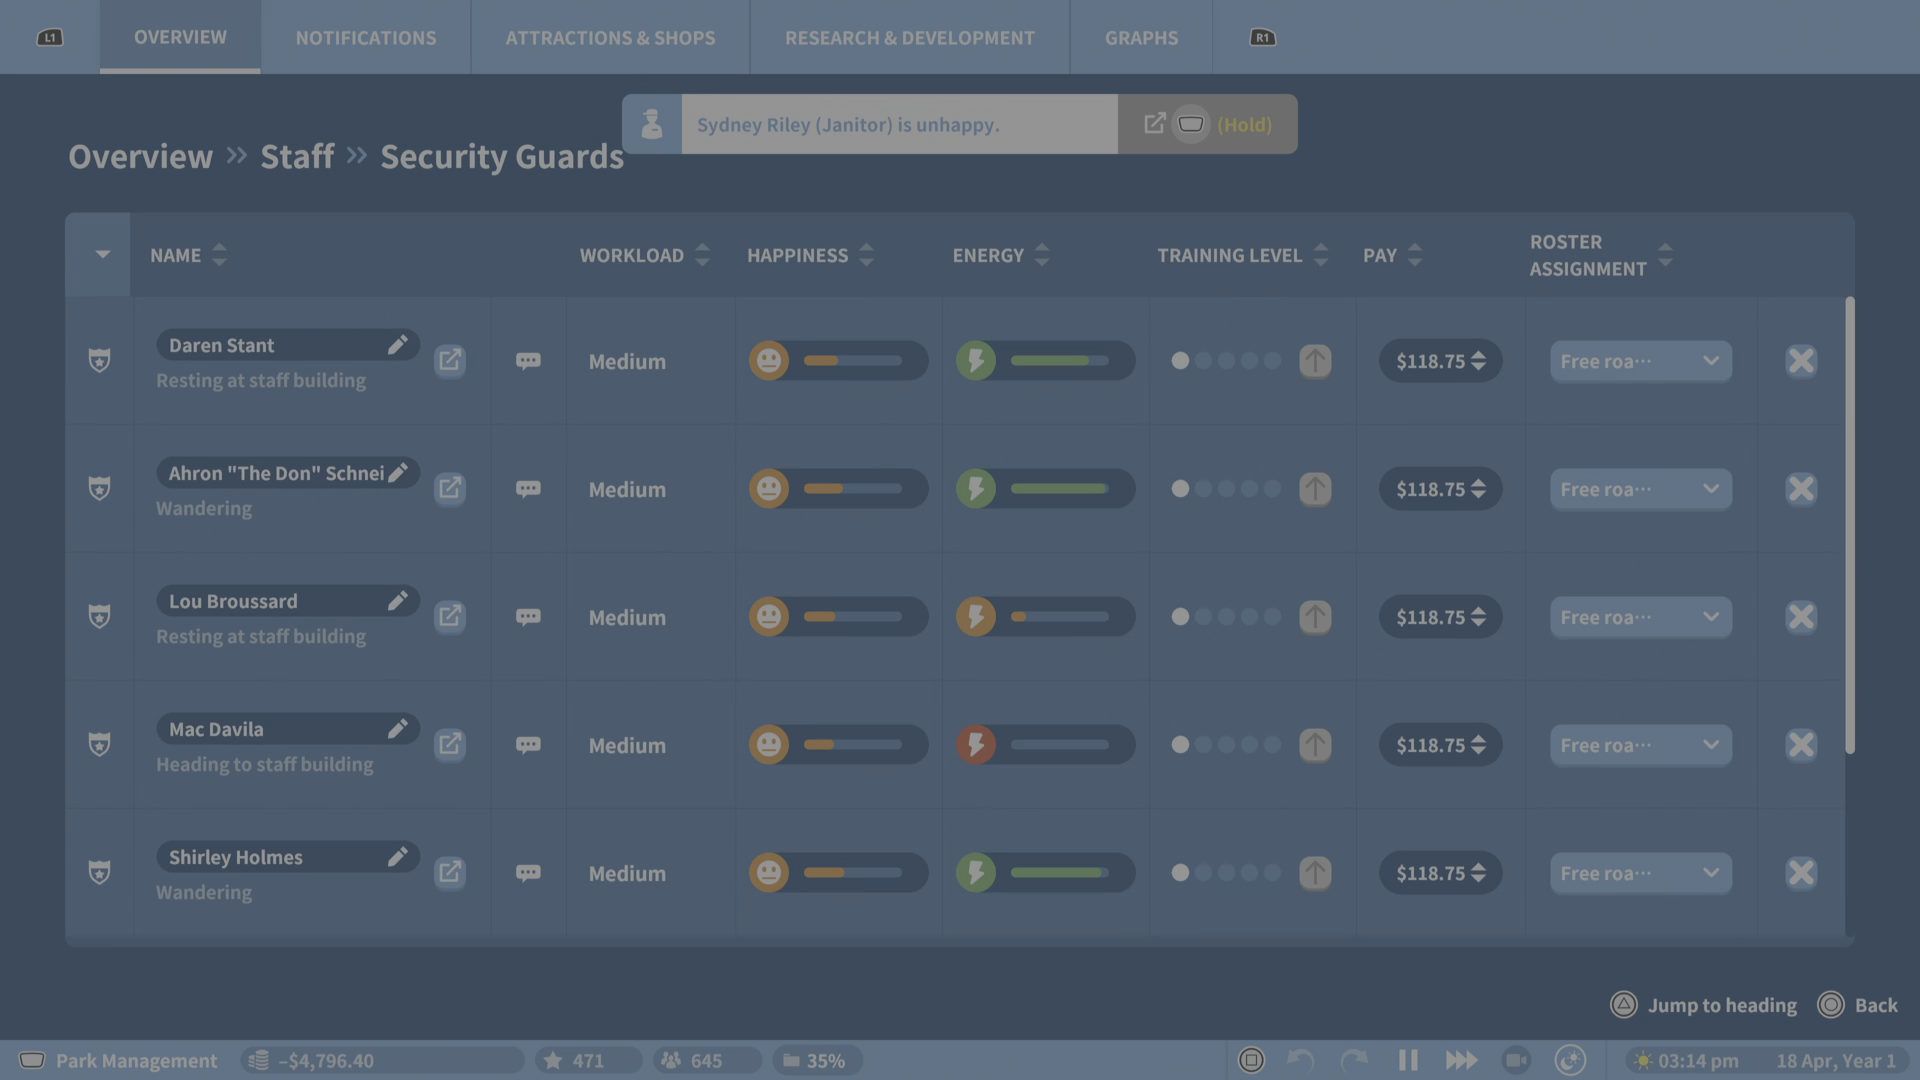 L1
OVERVIEW
NOTIFICATIONS
ATTRACTIONS & SHOPS
RESEARCH & DEVELOPMENT
GRAPHS
R1
Sydney Riley (Janitor) is unhappy.
(Hold)
Overview » Staff » Security Guards
NAME
WORKLOAD
HAPPINESS
ENERGY
TRAINING LEVEL
PAY
ROSTER
ASSIGNMENT
Daren Stant
Resting at staff building
Medium
$118.75
Free roa···
Ahron "The Don" Schnei
Wandering
Medium
$118.75
Free roa···
Lou Broussard
Resting at staff building
Medium
$118.75
Free roa···
Mac Davila
Heading to staff building
Medium
$118.75
Free roa···
Shirley Holmes
Wandering
Medium
$118.75
Free roa···
Jump to heading
Back
Park Management
–$4,796.40
471
645
35%
03:14 pm
18 Apr, Year 1